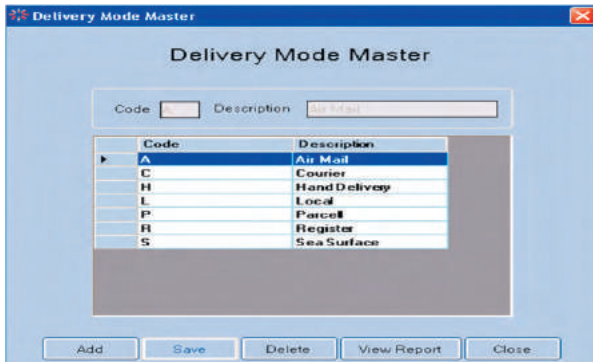 Delivery Mode Master
Delivery Mode Master
Code A Description Air Mail
Code Description
A Air Mail
C Courier
H Hand Delivery
L Local
P Parcell
R Register
S Sea Surface
Add Save Delete View Report Close